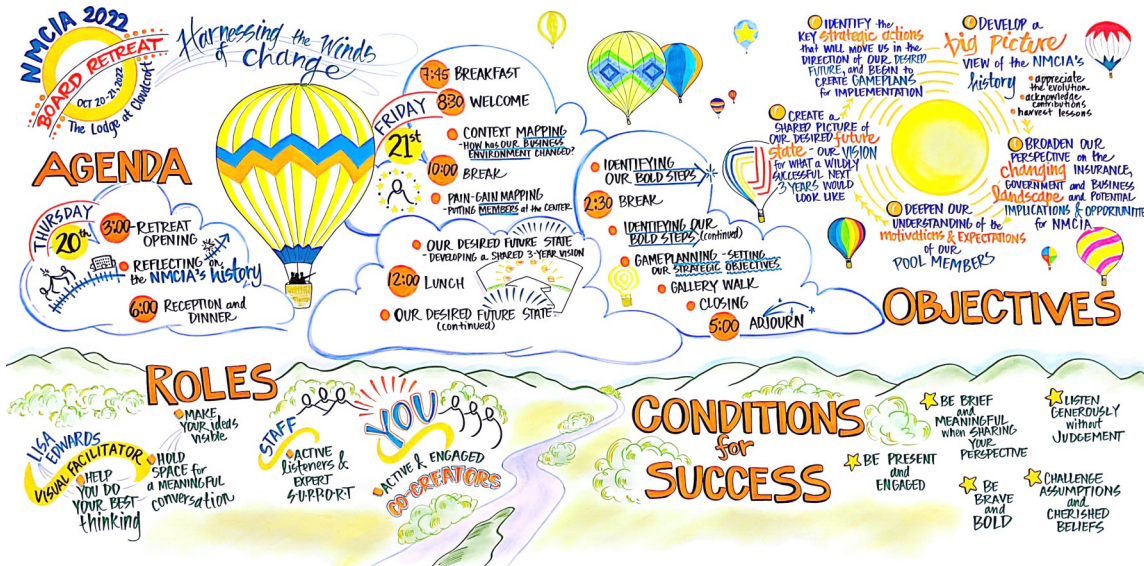 NMCIA 2022
BOARD RETREAT
OCT 20-21, 2022
The Lodge at Cloudcroft
Harnessing the Winds
of change
AGENDA
THURSDAY
20th
3:00-RETREAT
OPENING
REFLECTING on
the NMCIA's history
6:00 RECEPTION and
DINNER
FRIDAY
21st
7:45 BREAKFAST
8:30 WELCOME
CONTEXT MAPPING
-HOW HAS OUR BUSINESS
ENVIRONMENT CHANGED?
10:00 BREAK
PAIN-GAIN MAPPING
-PUTTING MEMBERS at the CENTER
OUR DESIRED FUTURE STATE
- DEVELOPING a SHARED 3-YEAR VISION
12:00 LUNCH
OUR DESIRED FUTURE STATE
(continued)
IDENTIFYING
OUR BOLD STEPS
2:30 BREAK
IDENTIFYING OUR
BOLD STEPS (continued)
GAMEPLANNING - SETTING
OUR STRATEGIC OBJECTIVES
GALLERY WALK
CLOSING
5:00 ADJOURN
IDENTIFY the
KEY strategic actions
that WILL MOVE US IN the
DIRECTION OF OUR DESIRED
FUTURE, and BEGIN to
CREATE GAMEPLANS
for IMPLEMENTATION
DEVELOP a
big picture
VIEW OF the NMCIA'S
history
• appreciate
the evolution
• acknowledge
contributions
• harvest lessons
CREATE a
SHARED PICTURE of
OUR DESIRED future
state - OUR VISION
for WHAT a WILDLY
SUCCESSFUL NEXT
3 YEARS WOULD
LOOK LIKE
BROADEN OUR
PERSPECTIVE on the
changing INSURANCE,
GOVERNMENT and BUSINESS
landscape and POTENTIAL
IMPLICATIONS & OPPORTUNITIE
for NMCIA
DEEPEN OUR
UNDERSTANDING of the
motivations & EXPECTATIONS
OF OUR
POOL MEMBERS
OBJECTIVES
ROLES
LISA
EDWARDS
VISUAL FACILITATOR
HELP
YOU DO
YOUR BEST
thinking
MAKE
YOUR ideas
visible
HOLD
SPACE for
a MEANINGFUL
conversation
STAFF
ACTIVE
listeners &
EXPERT
SUPPORT
YOU
ACTIVE & ENGAGED
CO-CREATORS
CONDITIONS
for
SUCCESS
BE BRIEF
and
MEANINGFUL
when SHARING
YOUR
PERSPECTIVE
LISTEN
GENEROUSLY
without
JUDGEMENT
BE PRESENT
and
ENGAGED
BE
BRAVE
and
BOLD
CHALLENGE
ASSUMPTIONS
and
CHERISHED
BELIEFS